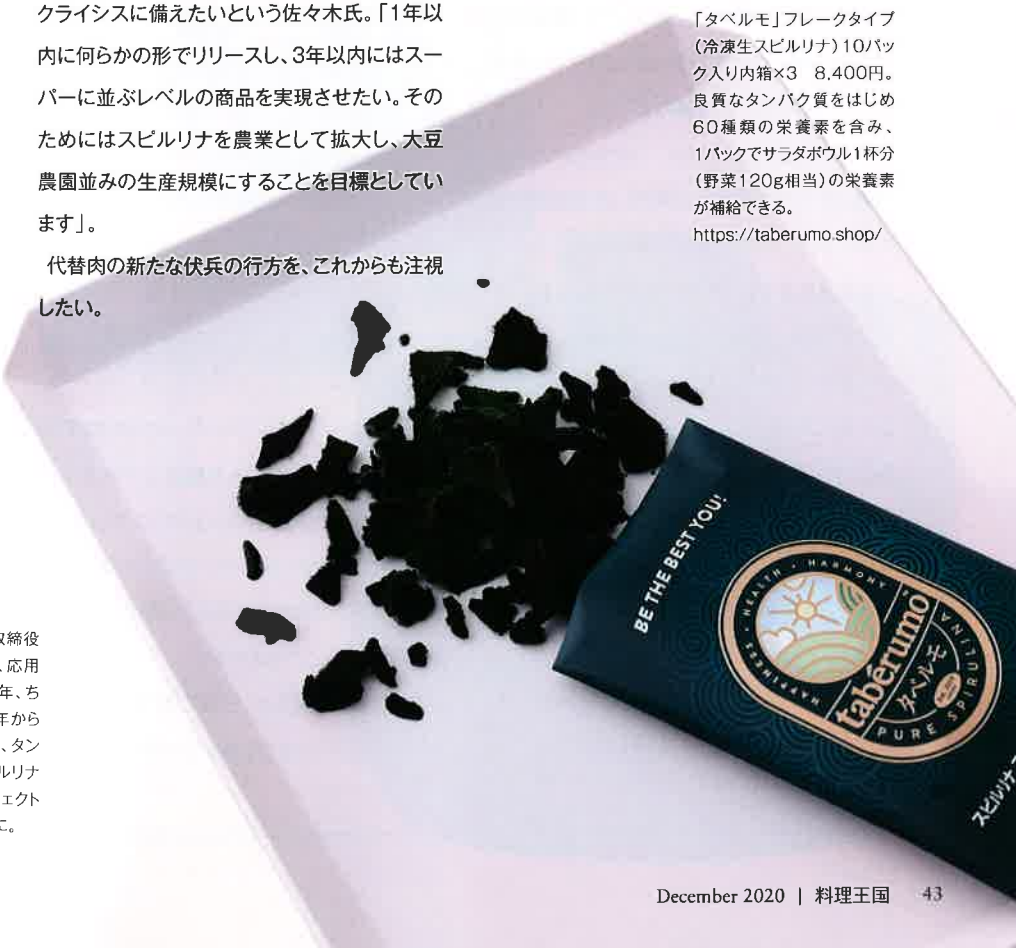 クライシスに備えたいという佐々木氏。「1年以
内に何らかの形でリリースし、3年以内にはスー
パーに並ぶレベルの商品を実現させたい。その
ためにはスピルリナを農業として拡大し、大豆
農園並みの生産規模にすることを目標としてい
ます」。
代替肉の新たな伏兵の行方を、これからも注視
したい。
「タベルモ」フレークタイプ
(冷凍生スピルリナ)10パッ
ク入り内箱×3 8,400円。
良質なタンパク質をはじめ
60種類の栄養素を含み、
1パックでサラダボウル1杯分
(野菜120g相当)の栄養素
が補給できる。
https://taberumo.shop/
取締役
、応用
年、ち
年から
、タン
ルリナ
ェクト
に。
BE THE BEST YOU!
HAPPINESS・HEALTH・HARMONY
tabérumo
タベルモ
PURE SPIRULINA
スピルリナ
December 2020 | 料理王国 43